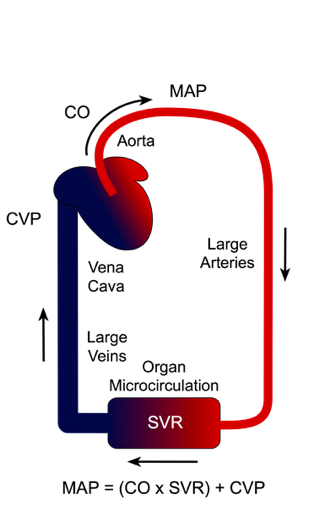 MAP
CO
Aorta
CVP
Large
Arteries
Vena
Cava
Large
Veins
Organ
Microcirculation
SVR
MAP = (CO x SVR) + CVP